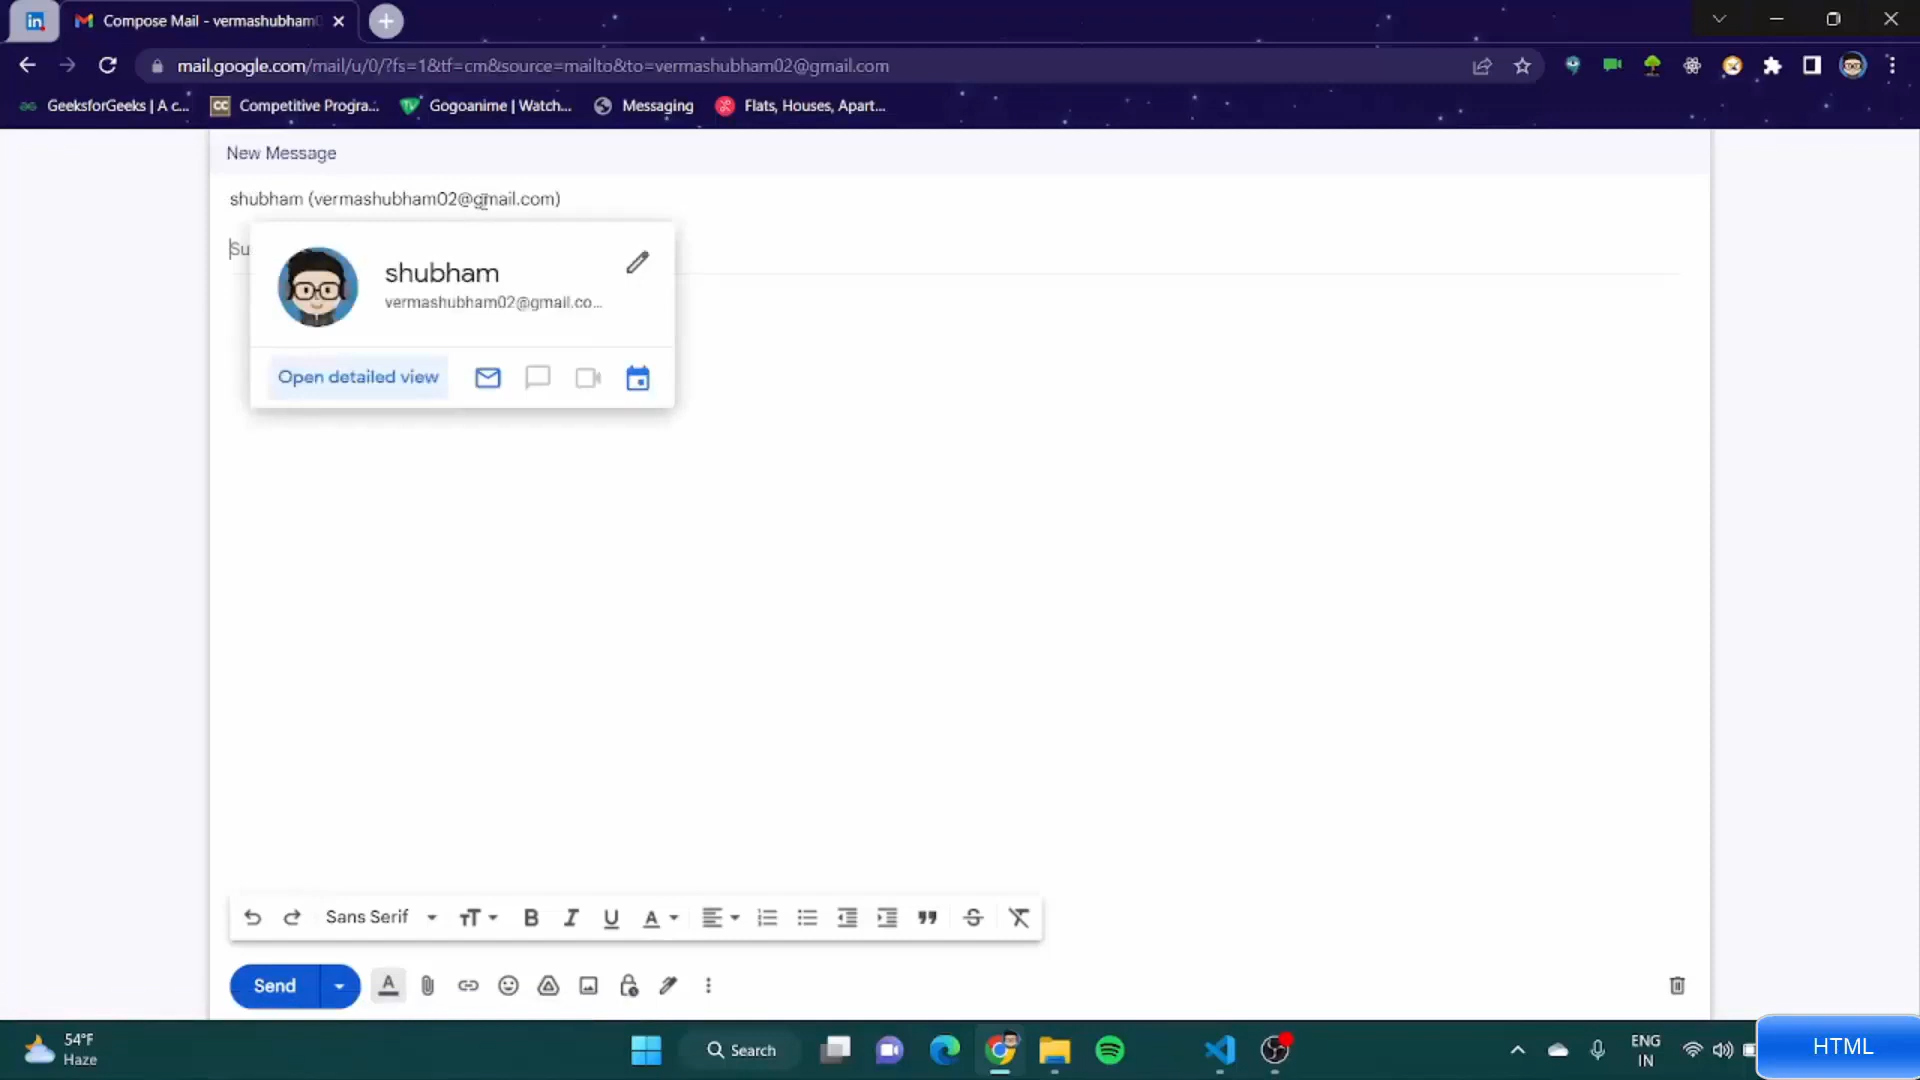 Compose Mail - vermashubham
mail.google.com/mail/u/0/?fs=1&tf=cm&source=mailto&to=vermashubham02@gmail.com
GeeksforGeeks | A c...
CC
Competitive Progra...
Gogoanime | Watch...
Messaging
Flats, Houses, Apart...
New Message
shubham (vermashubham02@gmail.com)
Su
shubham
vermashubham02@gmail.co...
Open detailed view
Sans Serif
Send
54°F
Haze
Search
ENG
IN
HTML